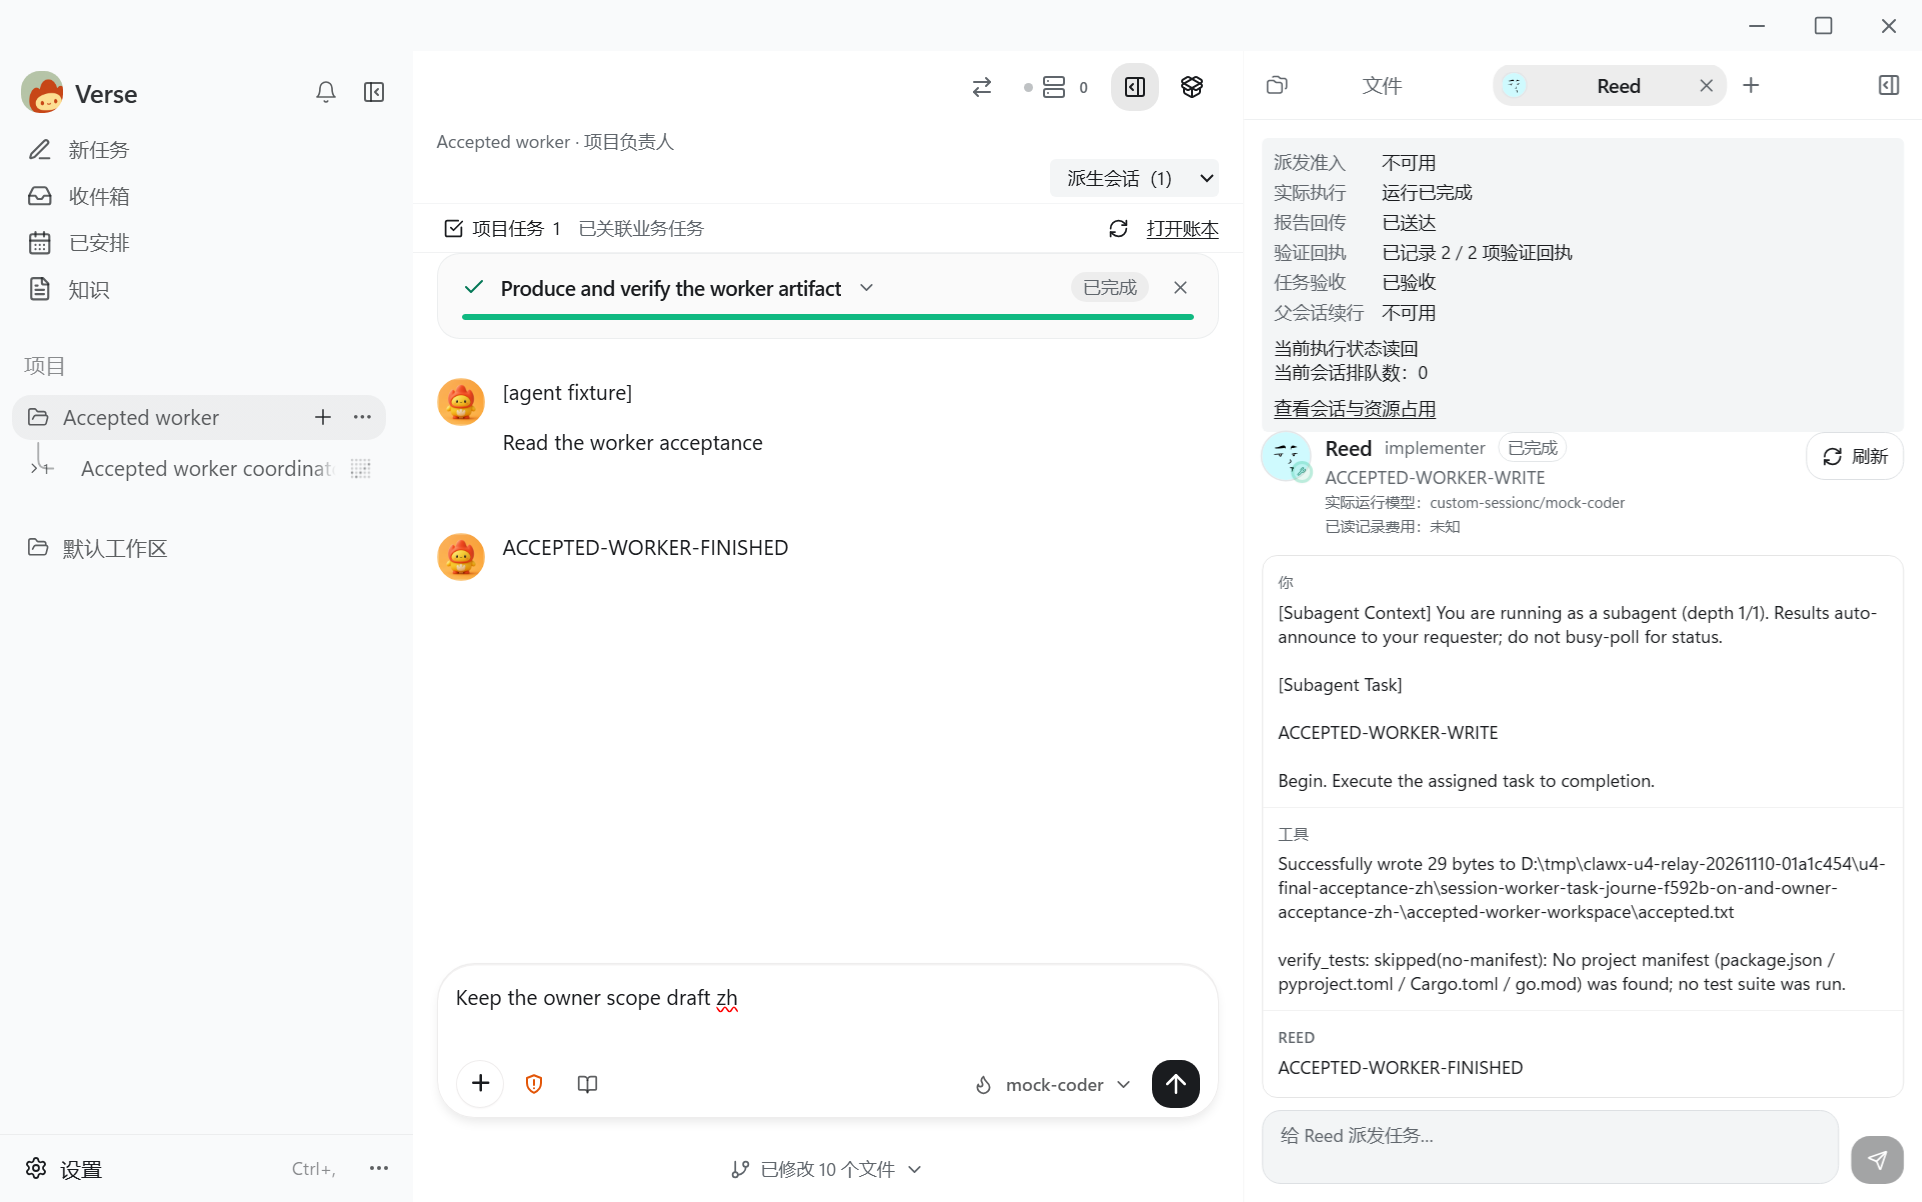 Verse
新任务
收件箱
已安排
知识
项目
Accepted worker
Accepted worker coordinat
默认工作区
设置
Ctrl+,
0
Accepted worker · 项目负责人
派生会话 (1)
项目任务 1 已关联业务任务
打开账本
Produce and verify the worker artifact
已完成
[agent fixture]
Read the worker acceptance
ACCEPTED-WORKER-FINISHED
Keep the owner scope draft zh
mock-coder
已修改 10 个文件
文件
Reed
派发准入 不可用
实际执行 运行已完成
报告回传 已送达
验证回执 已记录 2 / 2 项验证回执
任务验收 已验收
父会话续行 不可用
当前执行状态读回
当前会话排队数：0
查看会话与资源占用
Reed implementer 已完成
刷新
ACCEPTED-WORKER-WRITE
实际运行模型：custom-sessionc/mock-coder
已读记录费用：未知
你
[Subagent Context] You are running as a subagent (depth 1/1). Results auto-
announce to your requester; do not busy-poll for status.
[Subagent Task]
ACCEPTED-WORKER-WRITE
Begin. Execute the assigned task to completion.
工具
Successfully wrote 29 bytes to D:\tmp\clawx-u4-relay-20261110-01a1c454\u4-
final-acceptance-zh\session-worker-task-journe-f592b-on-and-owner-
acceptance-zh-\accepted-worker-workspace\accepted.txt
verify_tests: skipped(no-manifest): No project manifest (package.json /
pyproject.toml / Cargo.toml / go.mod) was found; no test suite was run.
REED
ACCEPTED-WORKER-FINISHED
给 Reed 派发任务...